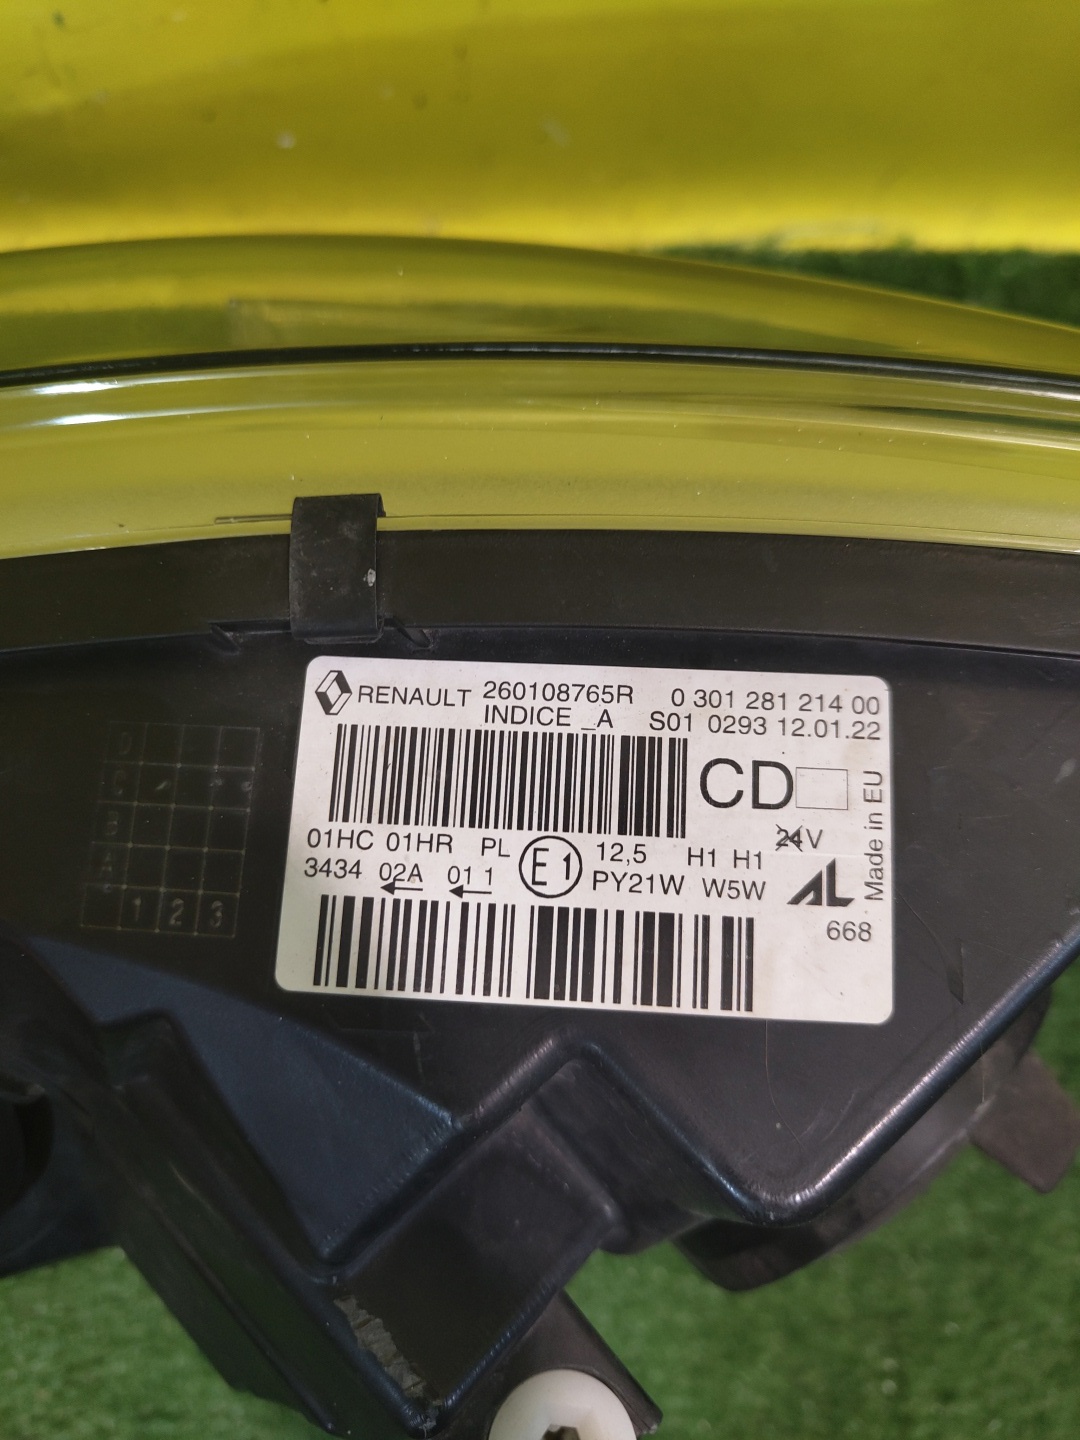 RENAULT 260108765R 0 301 281 214 00
INDICE _A S01 0293 12.01.22
CD
24V
Made in EU
01HC 01HR PL E1 12,5 H1 H1
3434 02A 01 1 PY21W W5W AL
668
D
C
B
A
1 2 3